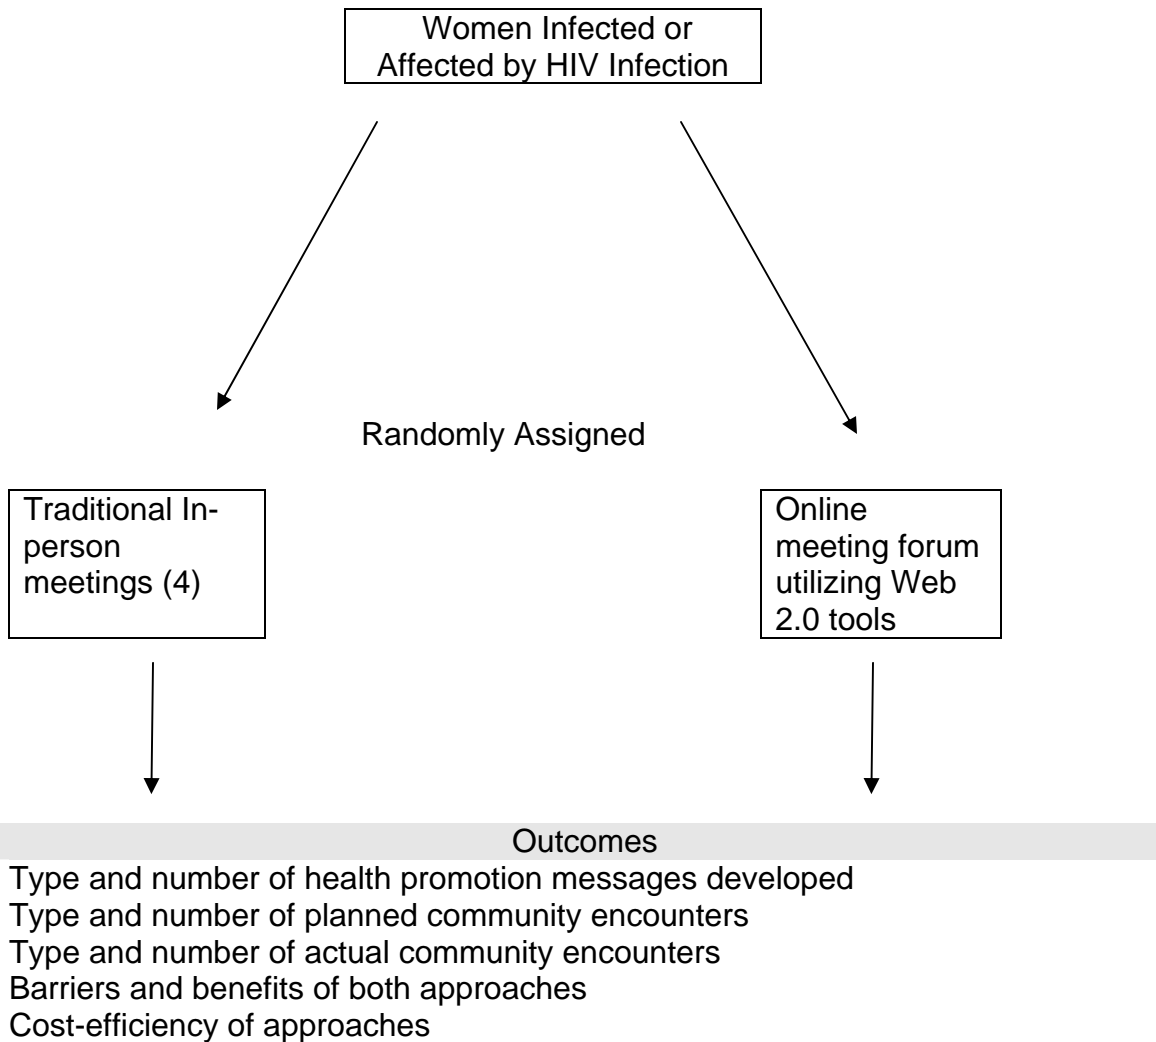 Women Infected or
Affected by HIV Infection
Randomly Assigned
Traditional In-
person
meetings (4)
Online
meeting forum
utilizing Web
2.0 tools
Outcomes
Type and number of health promotion messages developed
Type and number of planned community encounters
Type and number of actual community encounters
Barriers and benefits of both approaches
Cost-efficiency of approaches